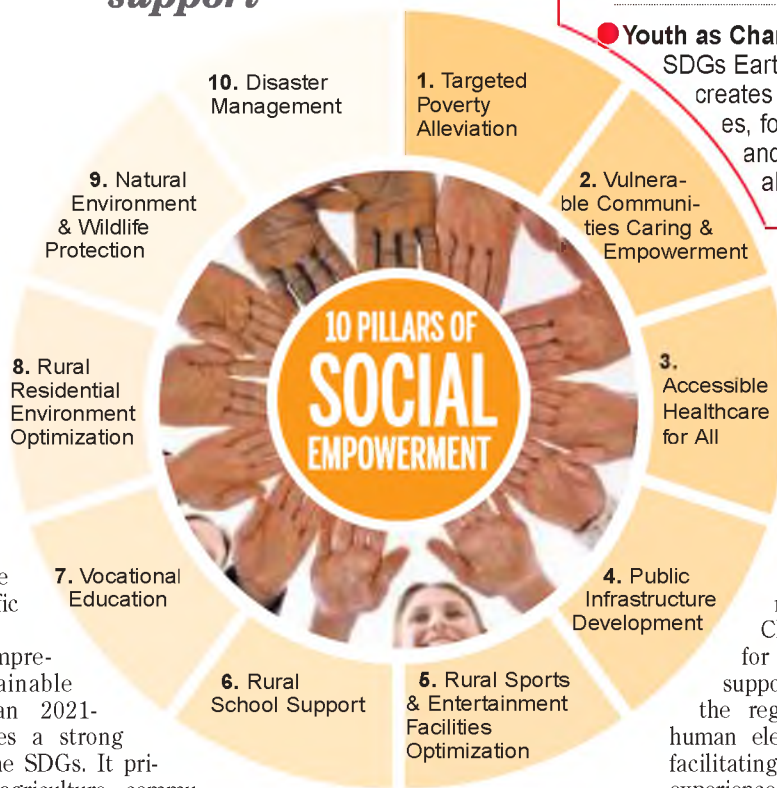 support
Youth as Char
SDGs Eart
creates
es, fo
and
al
10. Disaster
Management
1. Targeted
Poverty
Alleviation
9. Natural
Environment
& Wildlife
Protection
2. Vulnera-
ble Communi-
ties Caring &
Empowerment
10 PILLARS OF
SOCIAL
EMPOWERMENT
8. Rural
Residential
Environment
Optimization
3.
Accessible
Healthcare
for All
7. Vocational
Education
4. Public
Infrastructure
Development
6. Rural
School Support
5. Rural Sports
& Entertainment
Facilities
Optimization
e
fic
mpre-
ainable
an 2021-
es a strong
he SDGs. It pri-
for
suppo
the reg
human ele
facilitating